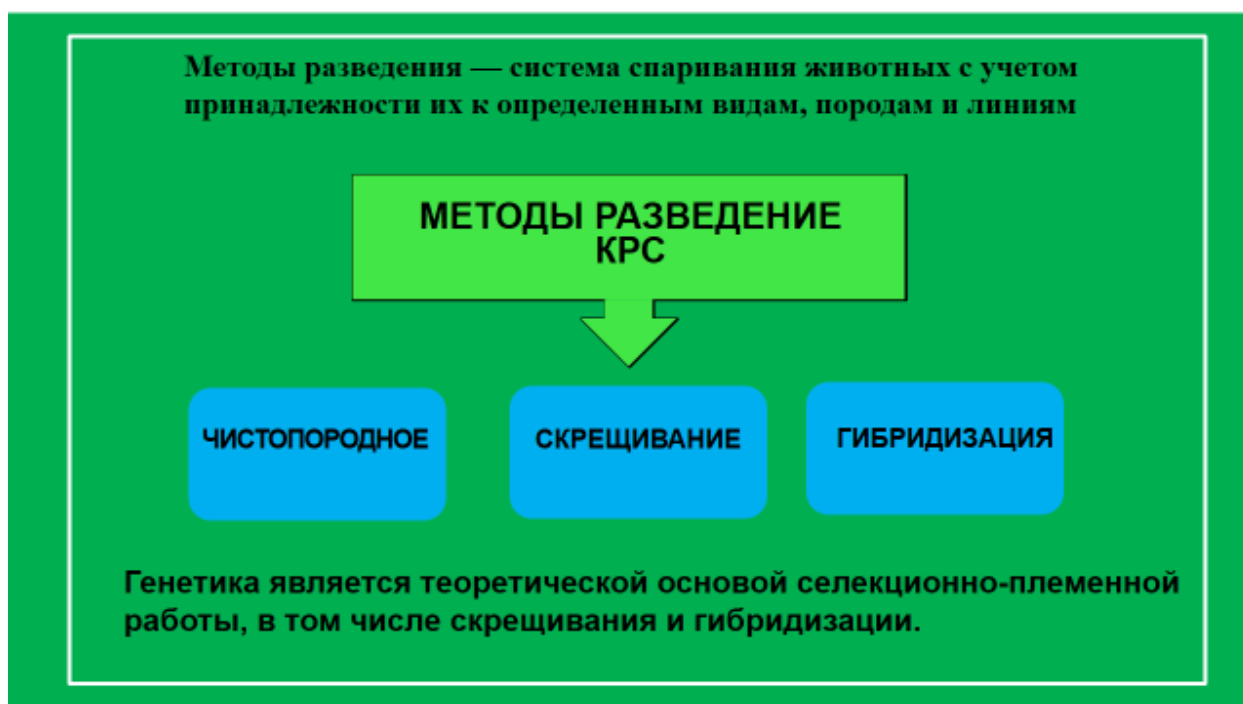 Методы разведения — система спаривания животных с учетом
принадлежности их к определенным видам, породам и линиям
МЕТОДЫ РАЗВЕДЕНИЕ
КРС
ЧИСТОПОРОДНОЕ
СКРЕЩИВАНИЕ
ГИБРИДИЗАЦИЯ
Генетика является теоретической основой селекционно-племенной
работы, в том числе скрещивания и гибридизации.